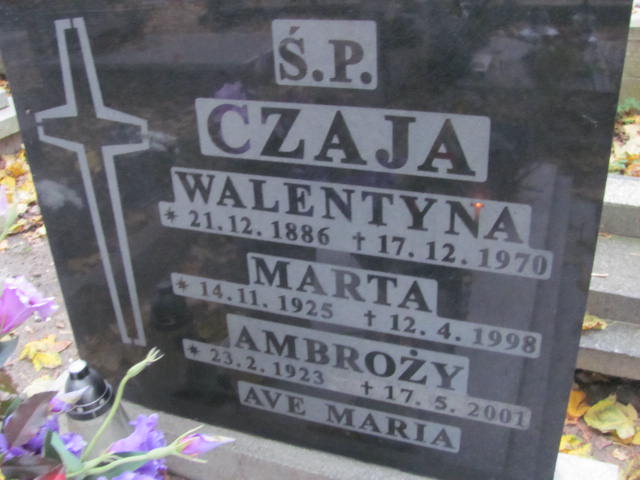 Ś.P.
CZAJA
WALENTYNA
* 21.12.1886 † 17.12.1970
MARTA
* 14.11.1925 † 12.4.1998
AMBROŻY
* 23.2.1923 † 17.5.2001
AVE MARIA